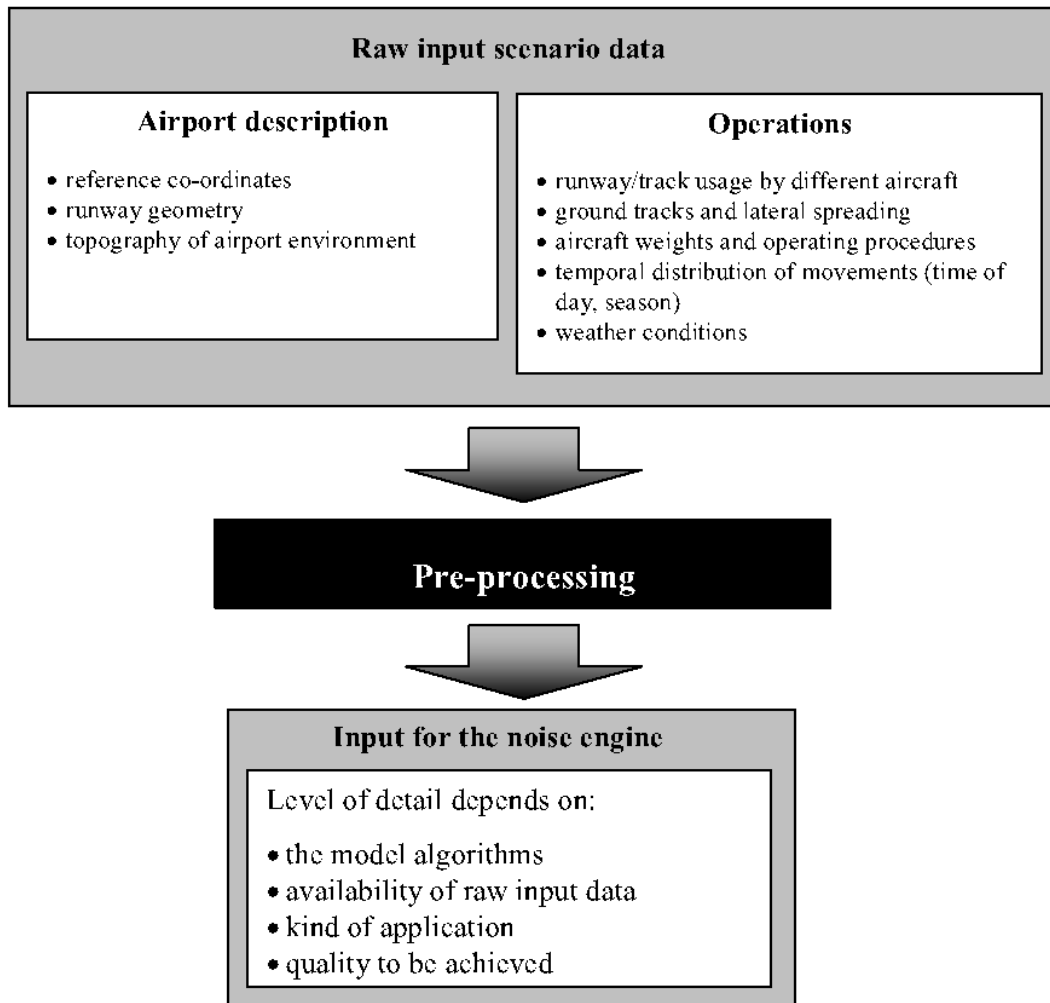 Raw input scenario data
Airport description
• reference co-ordinates
• runway geometry
• topography of airport environment
Operations
• runway/track usage by different aircraft
• ground tracks and lateral spreading
• aircraft weights and operating procedures
• temporal distribution of movements (time of
day, season)
• weather conditions
Pre-processing
Input for the noise engine
Level of detail depends on:
• the model algorithms
• availability of raw input data
• kind of application
• quality to be achieved